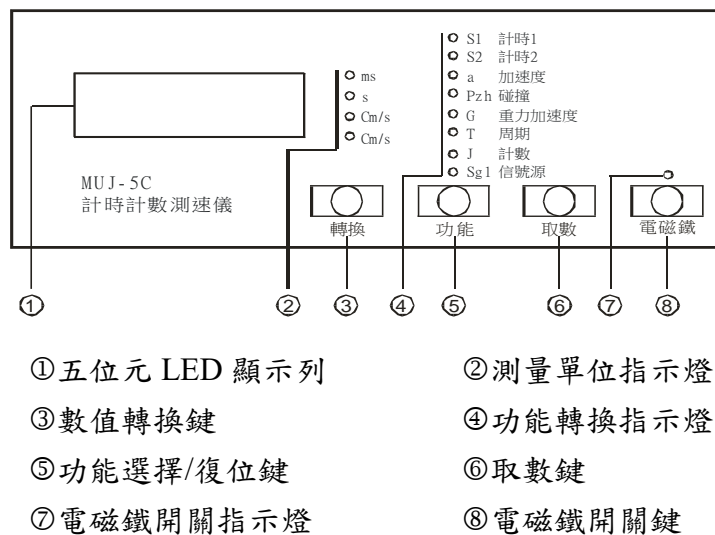 S1 計時1
S2 計時2
ms
a 加速度
s
Pzh 碰撞
Cm/s
G 重力加速度
Cm/s
T 周期
J 計數
Sgl 信號源
MUJ-5C
計時計數測速儀
轉換 功能 取數 電磁鐵
① ② ③ ④ ⑤ ⑥ ⑦ ⑧
①五位元 LED 顯示列 ②測量單位指示燈
③數值轉換鍵 ④功能轉換指示燈
⑤功能選擇/復位鍵 ⑥取數鍵
⑦電磁鐵開關指示燈 ⑧電磁鐵開關鍵